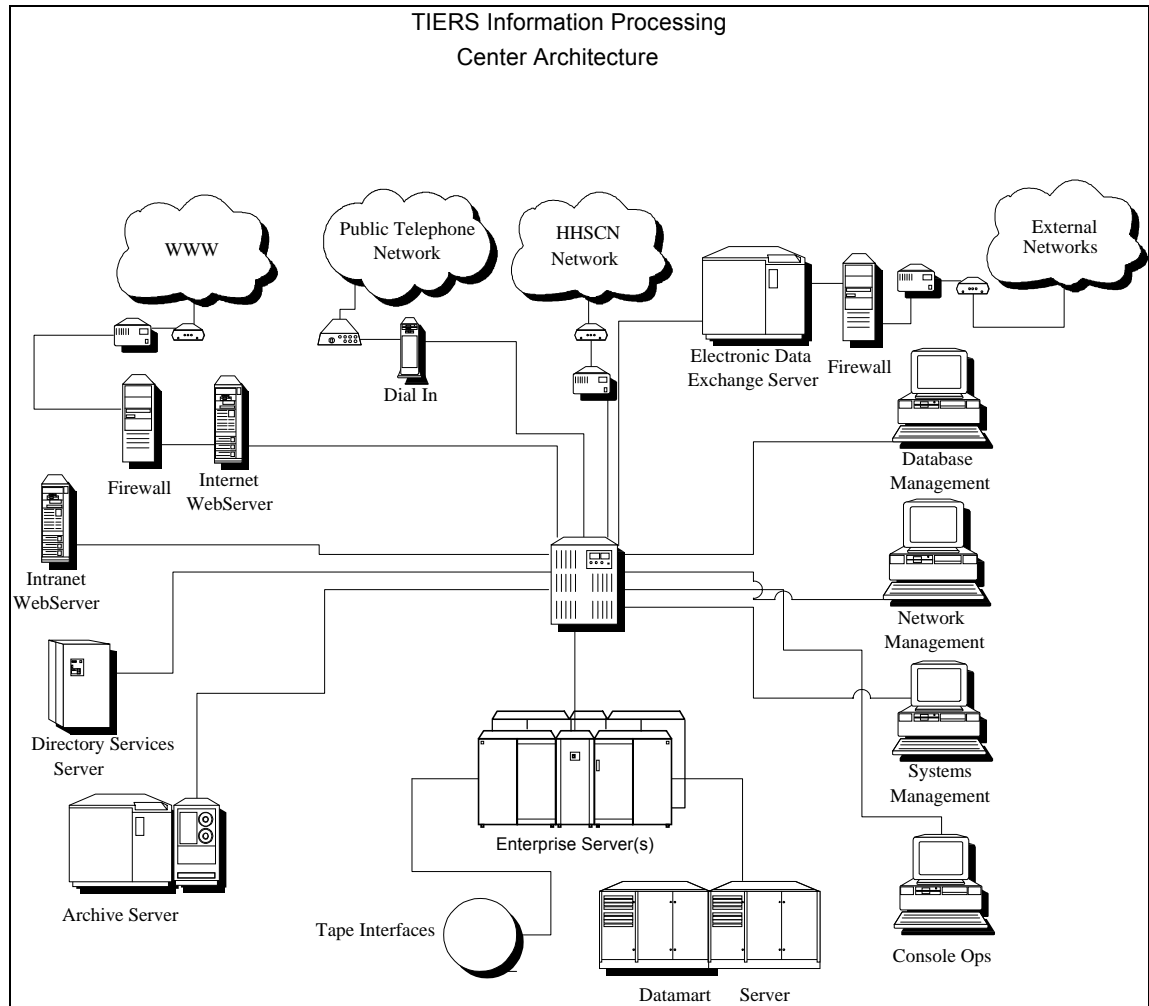 TIERS Information Processing
Center Architecture
WWW
Public Telephone
Network
HHSCN
Network
External
Networks
Electronic Data
Exchange Server
Firewall
Dial In
Database
Management
Firewall
Internet
WebServer
Intranet
WebServer
Network
Management
Directory Services
Server
Systems
Management
Enterprise Server(s)
Archive Server
Tape Interfaces
Console Ops
Datamart Server